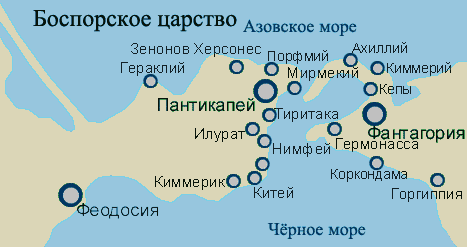 Боспорское царство
Азовское море
Зенонов Херсонес
Ахиллий
Порфмий
Гераклий
Киммерий
Мирмекий
Кепы
Пантикапей
Тиритака
Илурат
Фантагория
Гермонасса
Нимфей
Корокондама
Киммерик
Китей
Горгиппия
Феодосия
Чёрное море